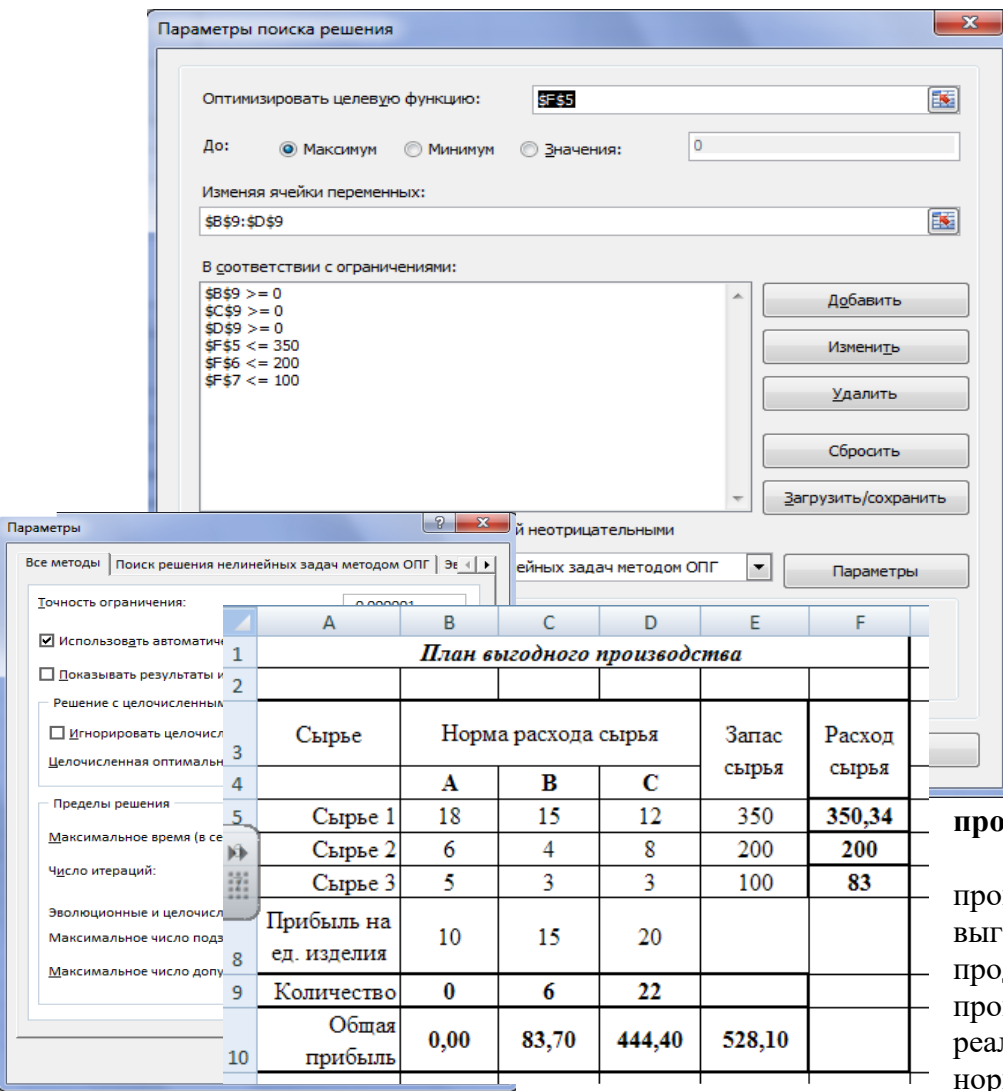 Параметры поиска решения
Оптимизировать целевую функцию: $F$5
До: Максимум Минимум Значения: 0
Изменяя ячейки переменных:
$B$9:$D$9
В соответствии с ограничениями:
$B$9 >= 0
$C$9 >= 0
$D$9 >= 0
$F$5 <= 350
$F$6 <= 200
$F$7 <= 100
Добавить
Изменить
Удалить
Сбросить
Загрузить/сохранить
неотрицательными
задач методом ОПГ
Параметры
Параметры
Все методы Поиск решения нелинейных задач методом ОПГ Эв
Точность ограничения: 0,000001
Использовать автоматиче
Показывать результаты и
Решение с целочисленным
Игнорировать целочисл
Целочисленная оптимальн
Пределы решения
Максимальное время (в се
Число итераций:
Эволюционные и целочисл
Максимальное число подз
Максимальное число допу
A B C D E F
1 План выгодного производства
2
3 Сырье Норма расхода сырья Запас сырья Расход сырья
4 A B C
5 Сырье 1 18 15 12 350 350,34
Сырье 2 6 4 8 200 200
Сырье 3 5 3 3 100 83
8 Прибыль на ед. изделия 10 15 20
9 Количество 0 6 22
10 Общая прибыль 0,00 83,70 444,40 528,10
про
выг
реал
нор